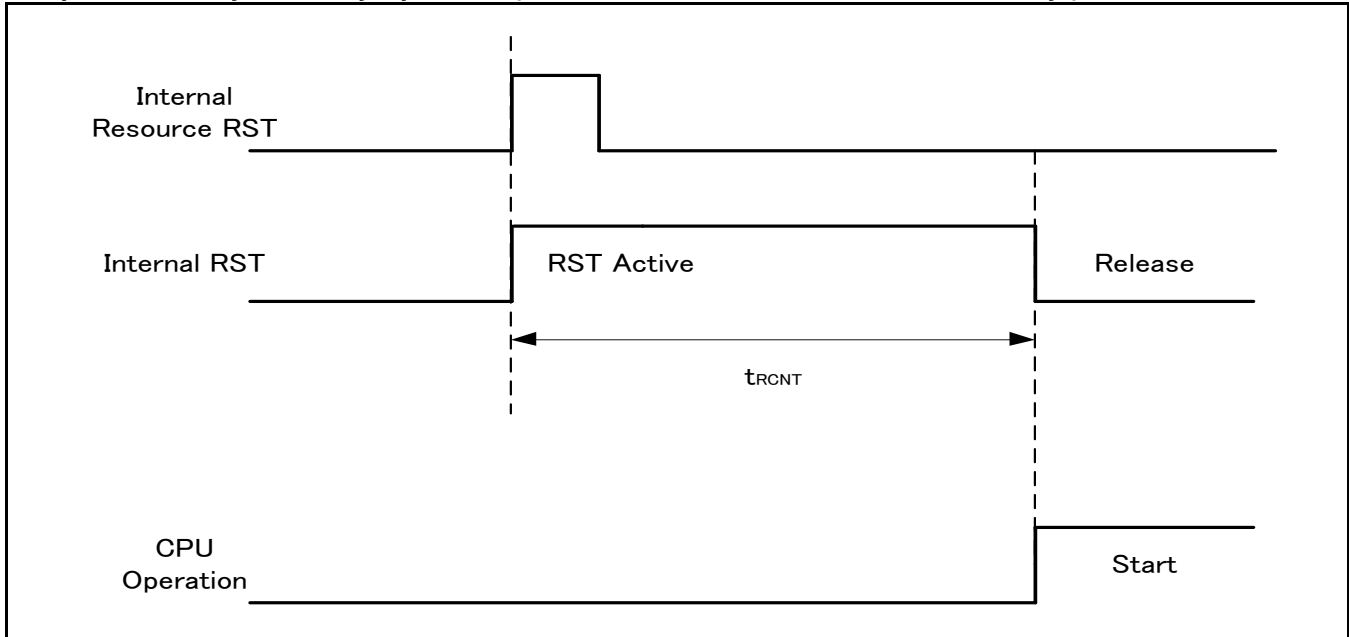 Internal
Resource RST
Internal RST
RST Active
Release
tRCNT
CPU
Operation
Start